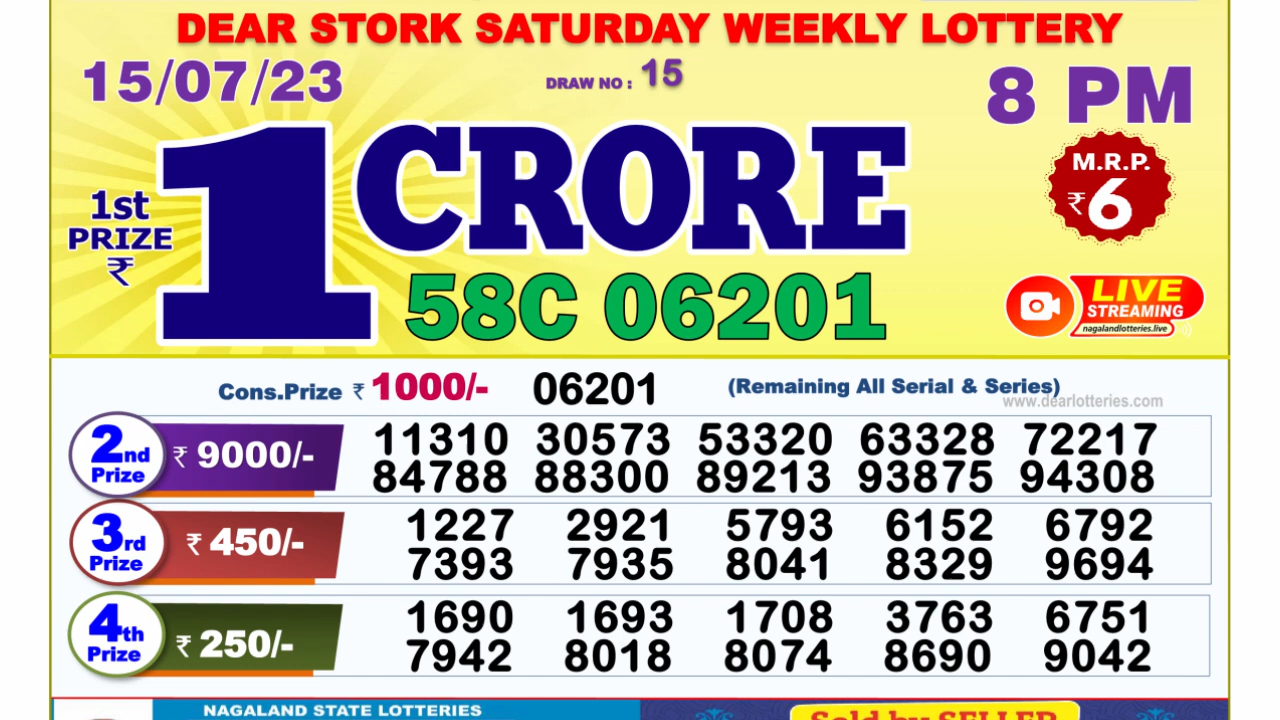 DEAR STORK SATURDAY WEEKLY LOTTERY
15/07/23
DRAW NO : 15
8 PM
1st
PRIZE
₹
1 CRORE
M.R.P.
₹ 6
58C 06201
LIVE
STREAMING
nagalandlotteries.live
Cons.Prize ₹ 1000/- 06201 (Remaining All Serial & Series)
www.dearlotteries.com
2nd
Prize
₹ 9000/-
11310 30573 53320 63328 72217
84788 88300 89213 93875 94308
3rd
Prize
₹ 450/-
1227 2921 5793 6152 6792
7393 7935 8041 8329 9694
4th
Prize
₹ 250/-
1690 1693 1708 3763 6751
7942 8018 8074 8690 9042
NAGALAND STATE LOTTERIES
Sold by SELLER